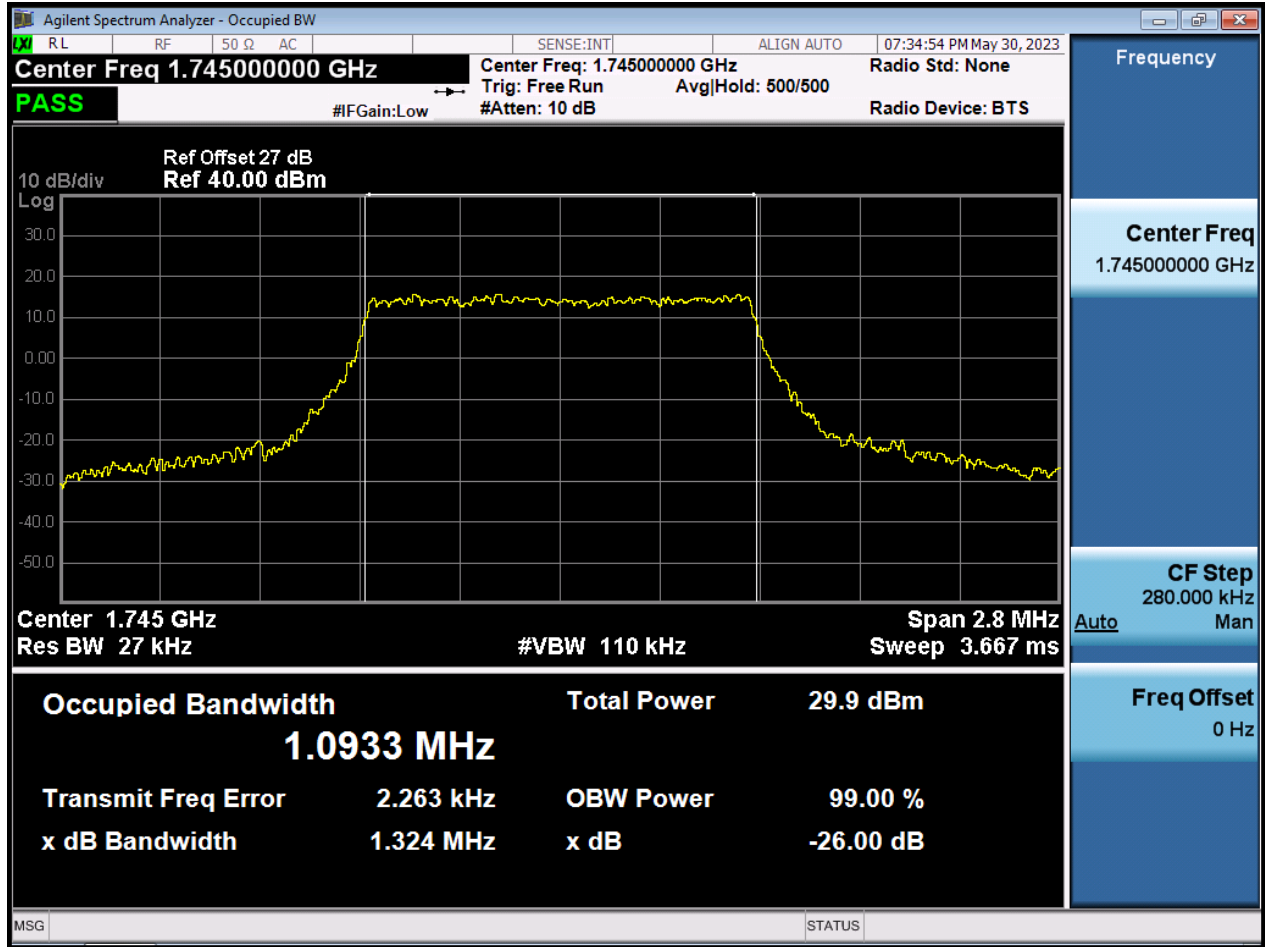 Agilent Spectrum Analyzer - Occupied BW
LXI RL RF 50 Ω AC SENSE:INT ALIGN AUTO 07:34:54 PM May 30, 2023
Center Freq 1.745000000 GHz
Center Freq: 1.745000000 GHz
Radio Std: None
Trig: Free Run
Avg|Hold: 500/500
PASS
#IFGain:Low
#Atten: 10 dB
Radio Device: BTS
Ref Offset 27 dB
10 dB/div
Ref 40.00 dBm
Log
30.0
20.0
10.0
0.00
-10.0
-20.0
-30.0
-40.0
-50.0
Center 1.745 GHz
Span 2.8 MHz
Res BW 27 kHz
#VBW 110 kHz
Sweep 3.667 ms
Occupied Bandwidth
1.0933 MHz
Total Power 29.9 dBm
Transmit Freq Error 2.263 kHz
OBW Power 99.00 %
x dB Bandwidth 1.324 MHz
x dB -26.00 dB
Frequency
Center Freq
1.745000000 GHz
CF Step
280.000 kHz
Auto Man
Freq Offset
0 Hz
MSG
STATUS